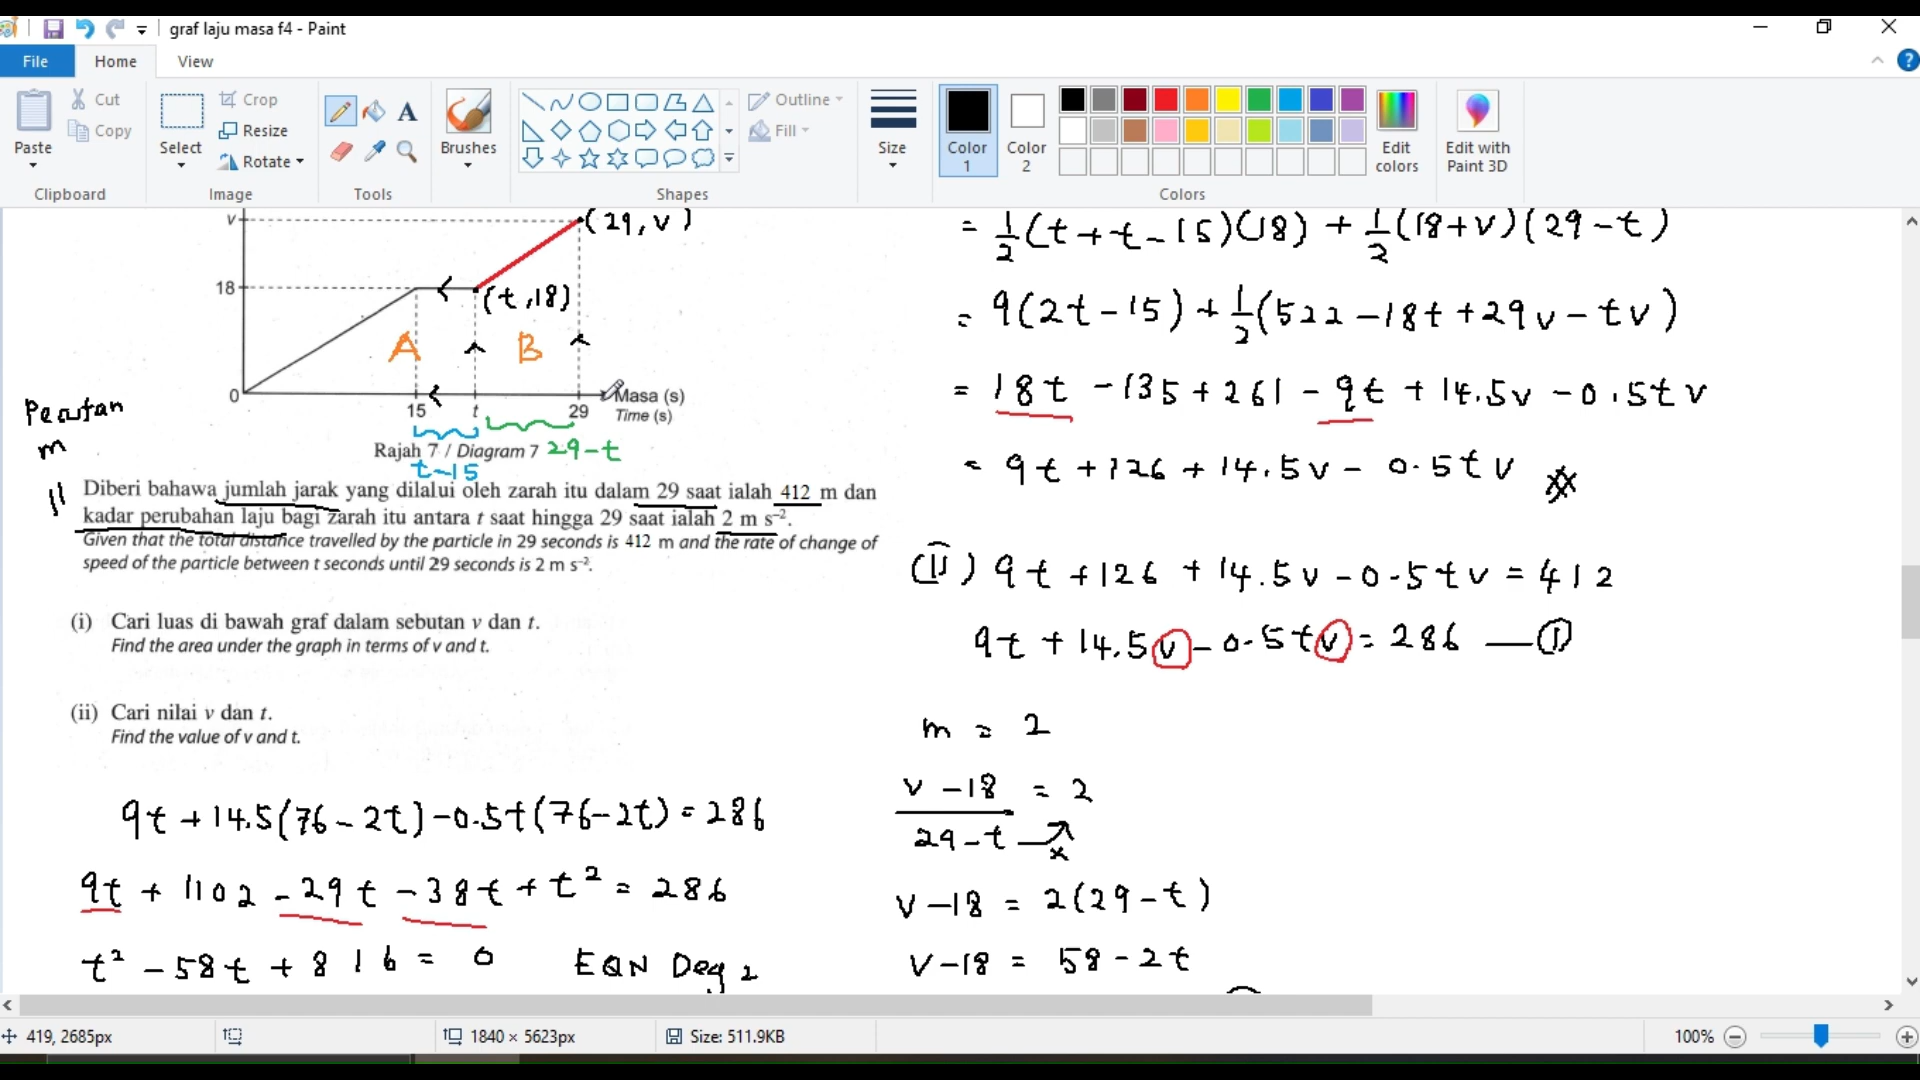 graf laju masa f4 - Paint
File Home View
Paste
Cut
Copy
Clipboard
Select
Crop
Resize
Rotate
Image
A
Tools
Brushes
Outline
Fill
Shapes
Size
Color 1
Color 2
Edit colors
Edit with Paint 3D
Colors
v
(29, v)
18
(t, 18)
A
B
0
15
t
29
Masa (s)
Time (s)
t-15
29-t
Rajah 7 / Diagram 7
m
11
Diberi bahawa jumlah jarak yang dilalui oleh zarah itu dalam 29 saat ialah 412 m dan
kadar perubahan laju bagi zarah itu antara t saat hingga 29 saat ialah 2 m s⁻².
Given that the total distance travelled by the particle in 29 seconds is 412 m and the rate of change of
speed of the particle between t seconds until 29 seconds is 2 m s⁻².
(i) Cari luas di bawah graf dalam sebutan v dan t.
Find the area under the graph in terms of v and t.
(ii) Cari nilai v dan t.
Find the value of v and t.
9t + 14.5(76 - 2t) - 0.5t(76 - 2t) = 286
9t + 1102 - 29t - 38t + t² = 286
t² - 58t + 816 = 0 EQN Deg 2
= 1/2(t + t - 15)(18) + 1/2(18 + v)(29 - t)
= 9(2t - 15) + 1/2(522 - 18t + 29v - tv)
= 18t - 135 + 261 - 9t + 14.5v - 0.5tv
= 9t + 126 + 14.5v - 0.5tv
(ii) 9t + 126 + 14.5v - 0.5tv = 412
9t + 14.5v - 0.5tv = 286 — ①
m = 2
v - 18 = 2
29 - t
x
v - 18 = 2(29 - t)
v - 18 = 58 - 2t
419, 2685px
1840 × 5623px
Size: 511.9KB
100%